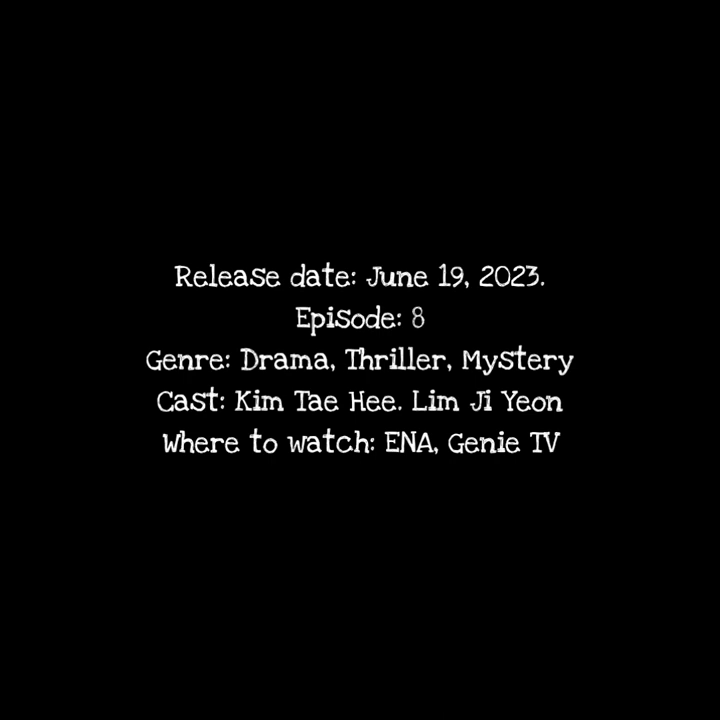 Release date: June 19, 2023.
Episode: 8
Genre: Drama, Thriller, Mystery
Cast: Kim Tae Hee. Lim Ji Yeon
Where to watch: ENA, Genie TV